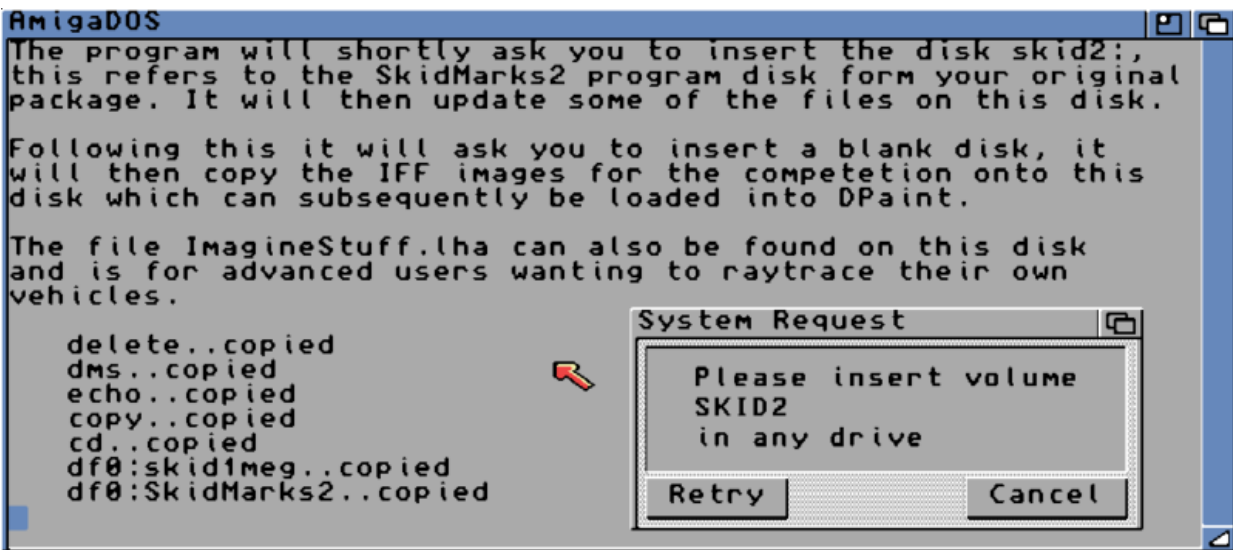 AmigaDOS
The program will shortly ask you to insert the disk skid2:,
this refers to the SkidMarks2 program disk form your original
package. It will then update some of the files on this disk.
Following this it will ask you to insert a blank disk, it
will then copy the IFF images for the competetion onto this
disk which can subsequently be loaded into DPaint.
The file ImagineStuff.lha can also be found on this disk
and is for advanced users wanting to raytrace their own
vehicles.
delete..copied
dms..copied
echo..copied
copy..copied
cd..copied
df0:skid1meg..copied
df0:SkidMarks2..copied
System Request
Please insert volume
SKID2
in any drive
Retry
Cancel